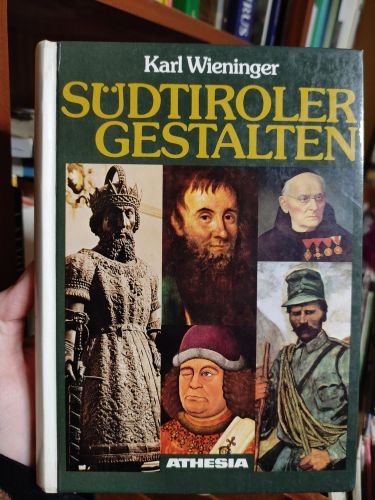 Karl Wieninger
SÜDTIROLER
GESTALTEN
ATHESIA